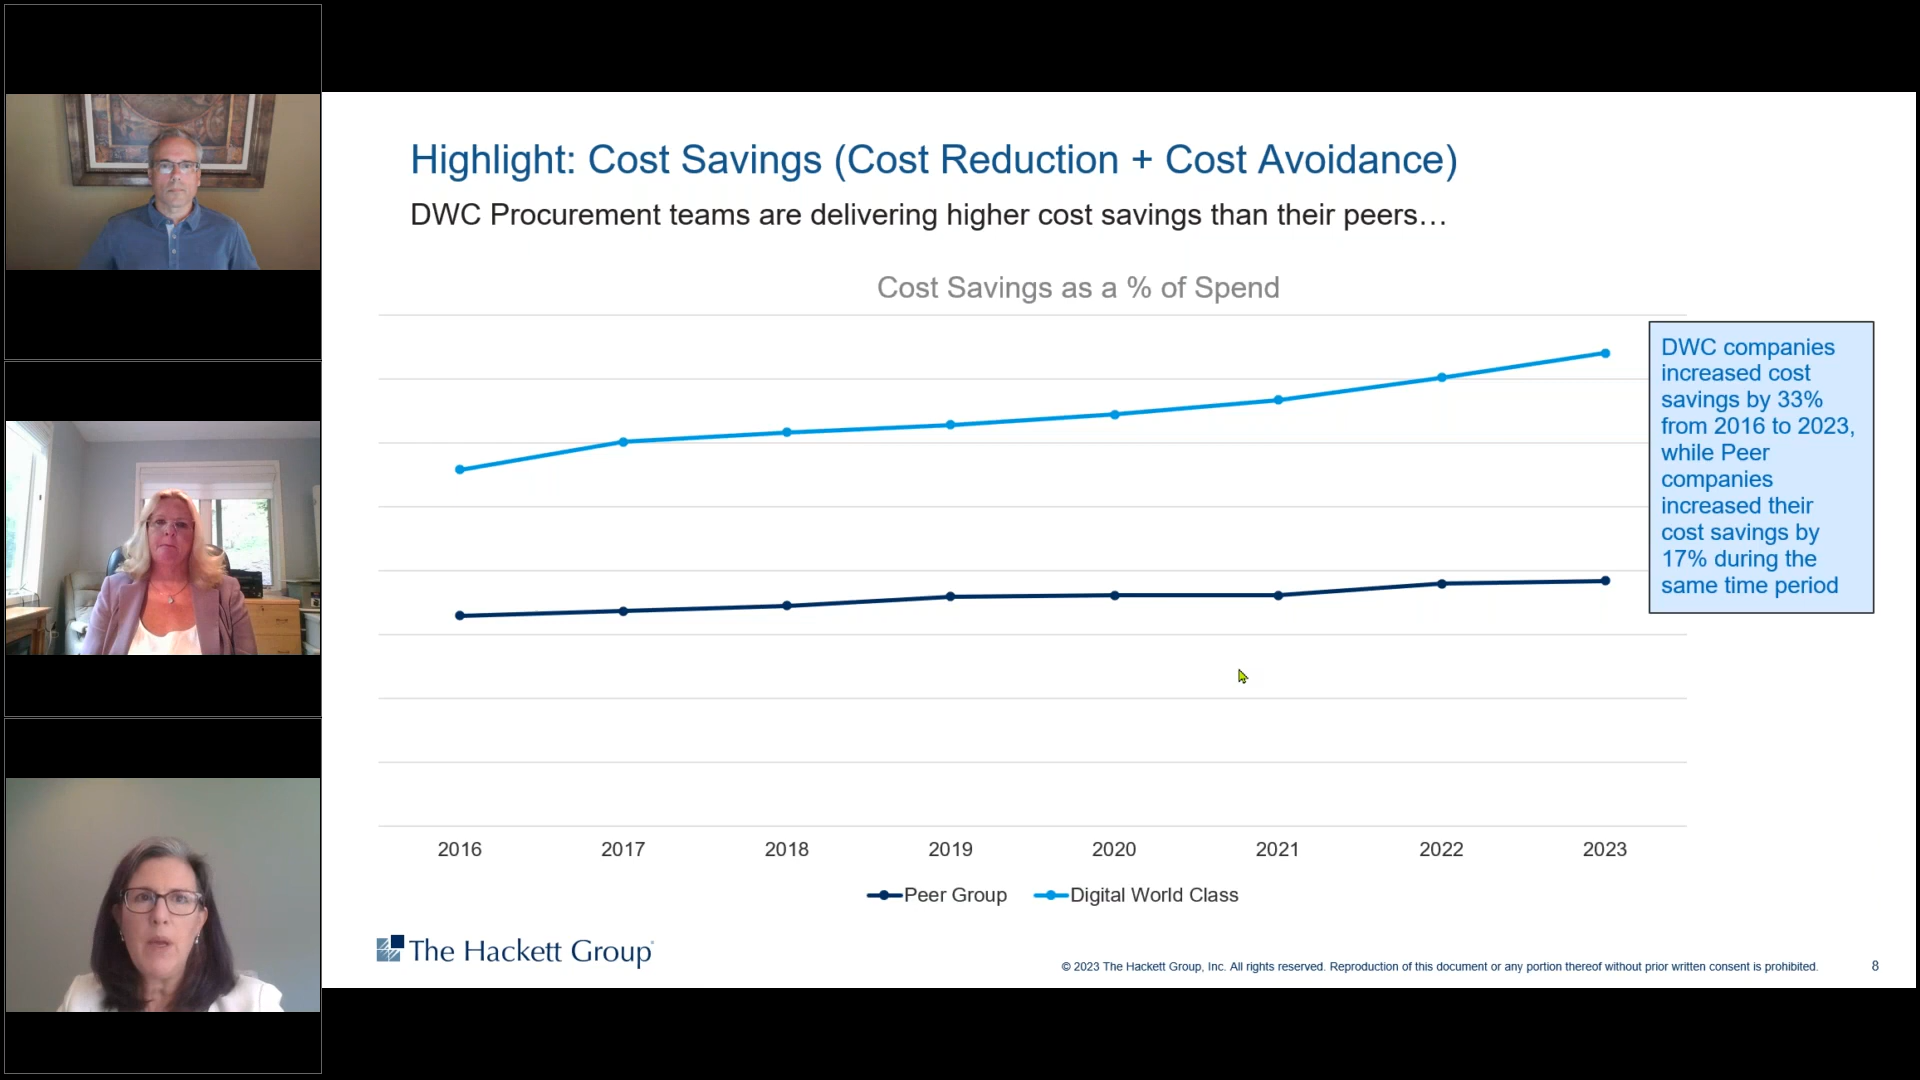 Highlight: Cost Savings (Cost Reduction + Cost Avoidance)
DWC Procurement teams are delivering higher cost savings than their peers…
Cost Savings as a % of Spend
DWC companies
increased cost
savings by 33%
from 2016 to 2023,
while Peer
companies
increased their
cost savings by
17% during the
same time period
2016 2017 2018 2019 2020 2021 2022 2023
Peer Group Digital World Class
The Hackett Group
© 2023 The Hackett Group, Inc. All rights reserved. Reproduction of this document or any portion thereof without prior written consent is prohibited. 8